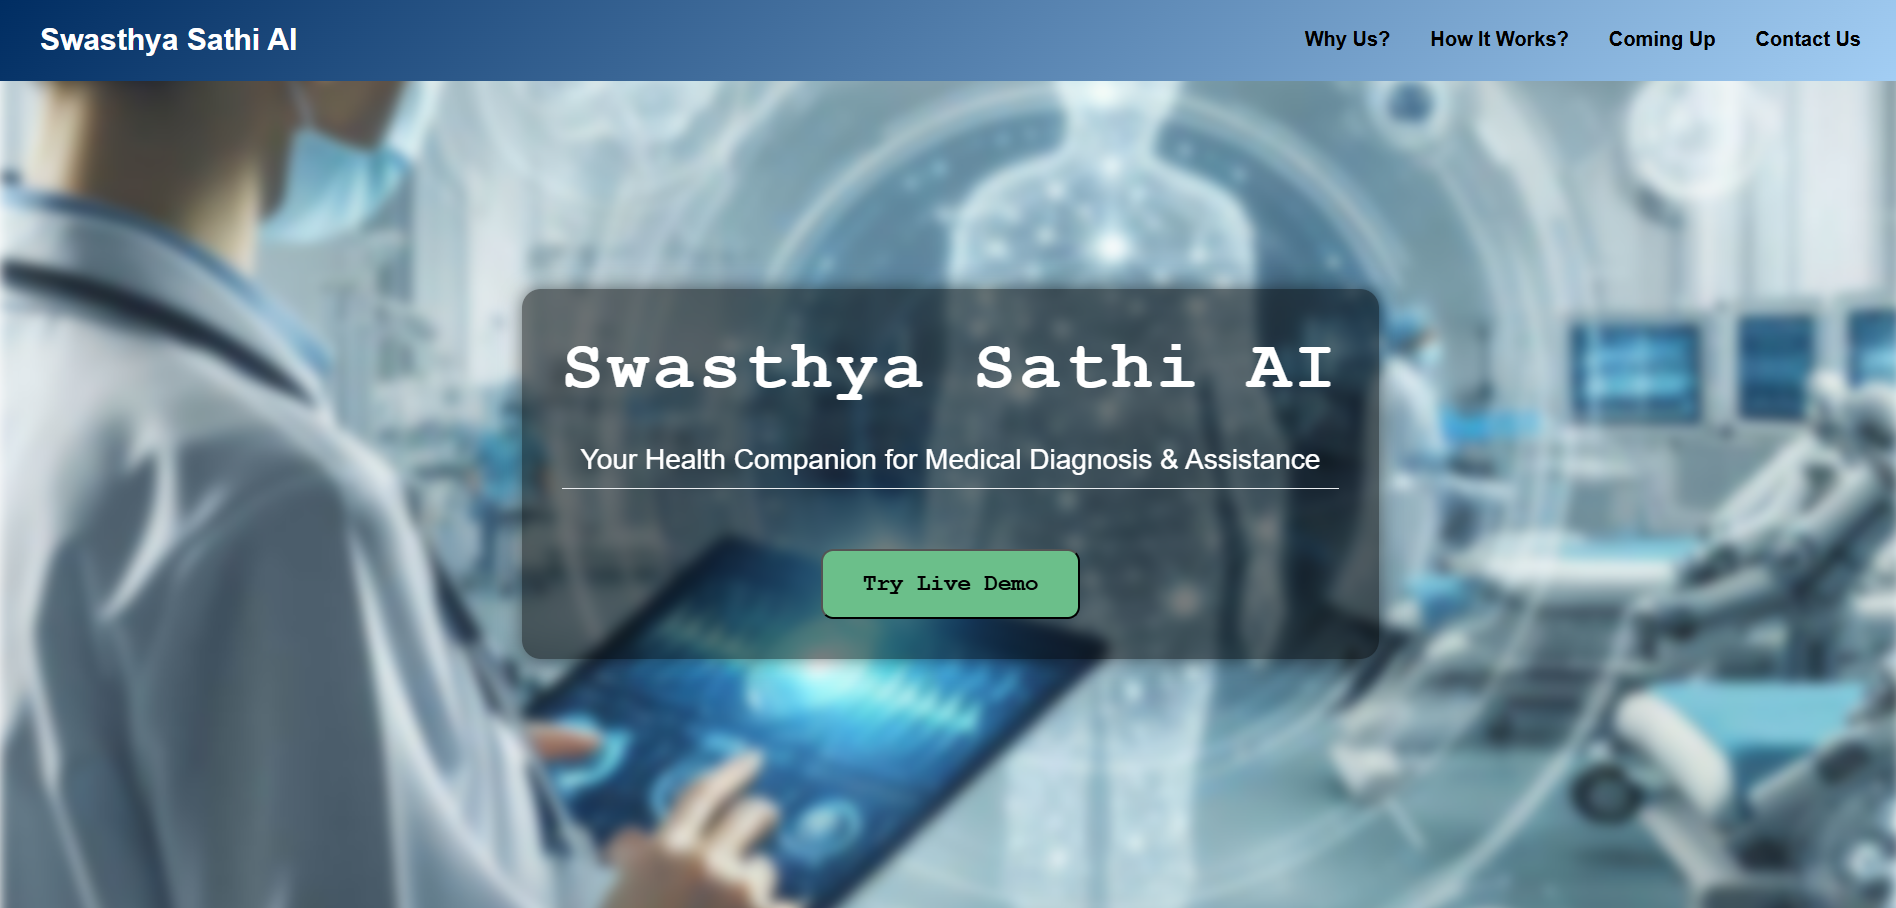 Swasthya Sathi AI
Why Us? How It Works? Coming Up Contact Us
Swasthya Sathi AI
Your Health Companion for Medical Diagnosis & Assistance
Try Live Demo